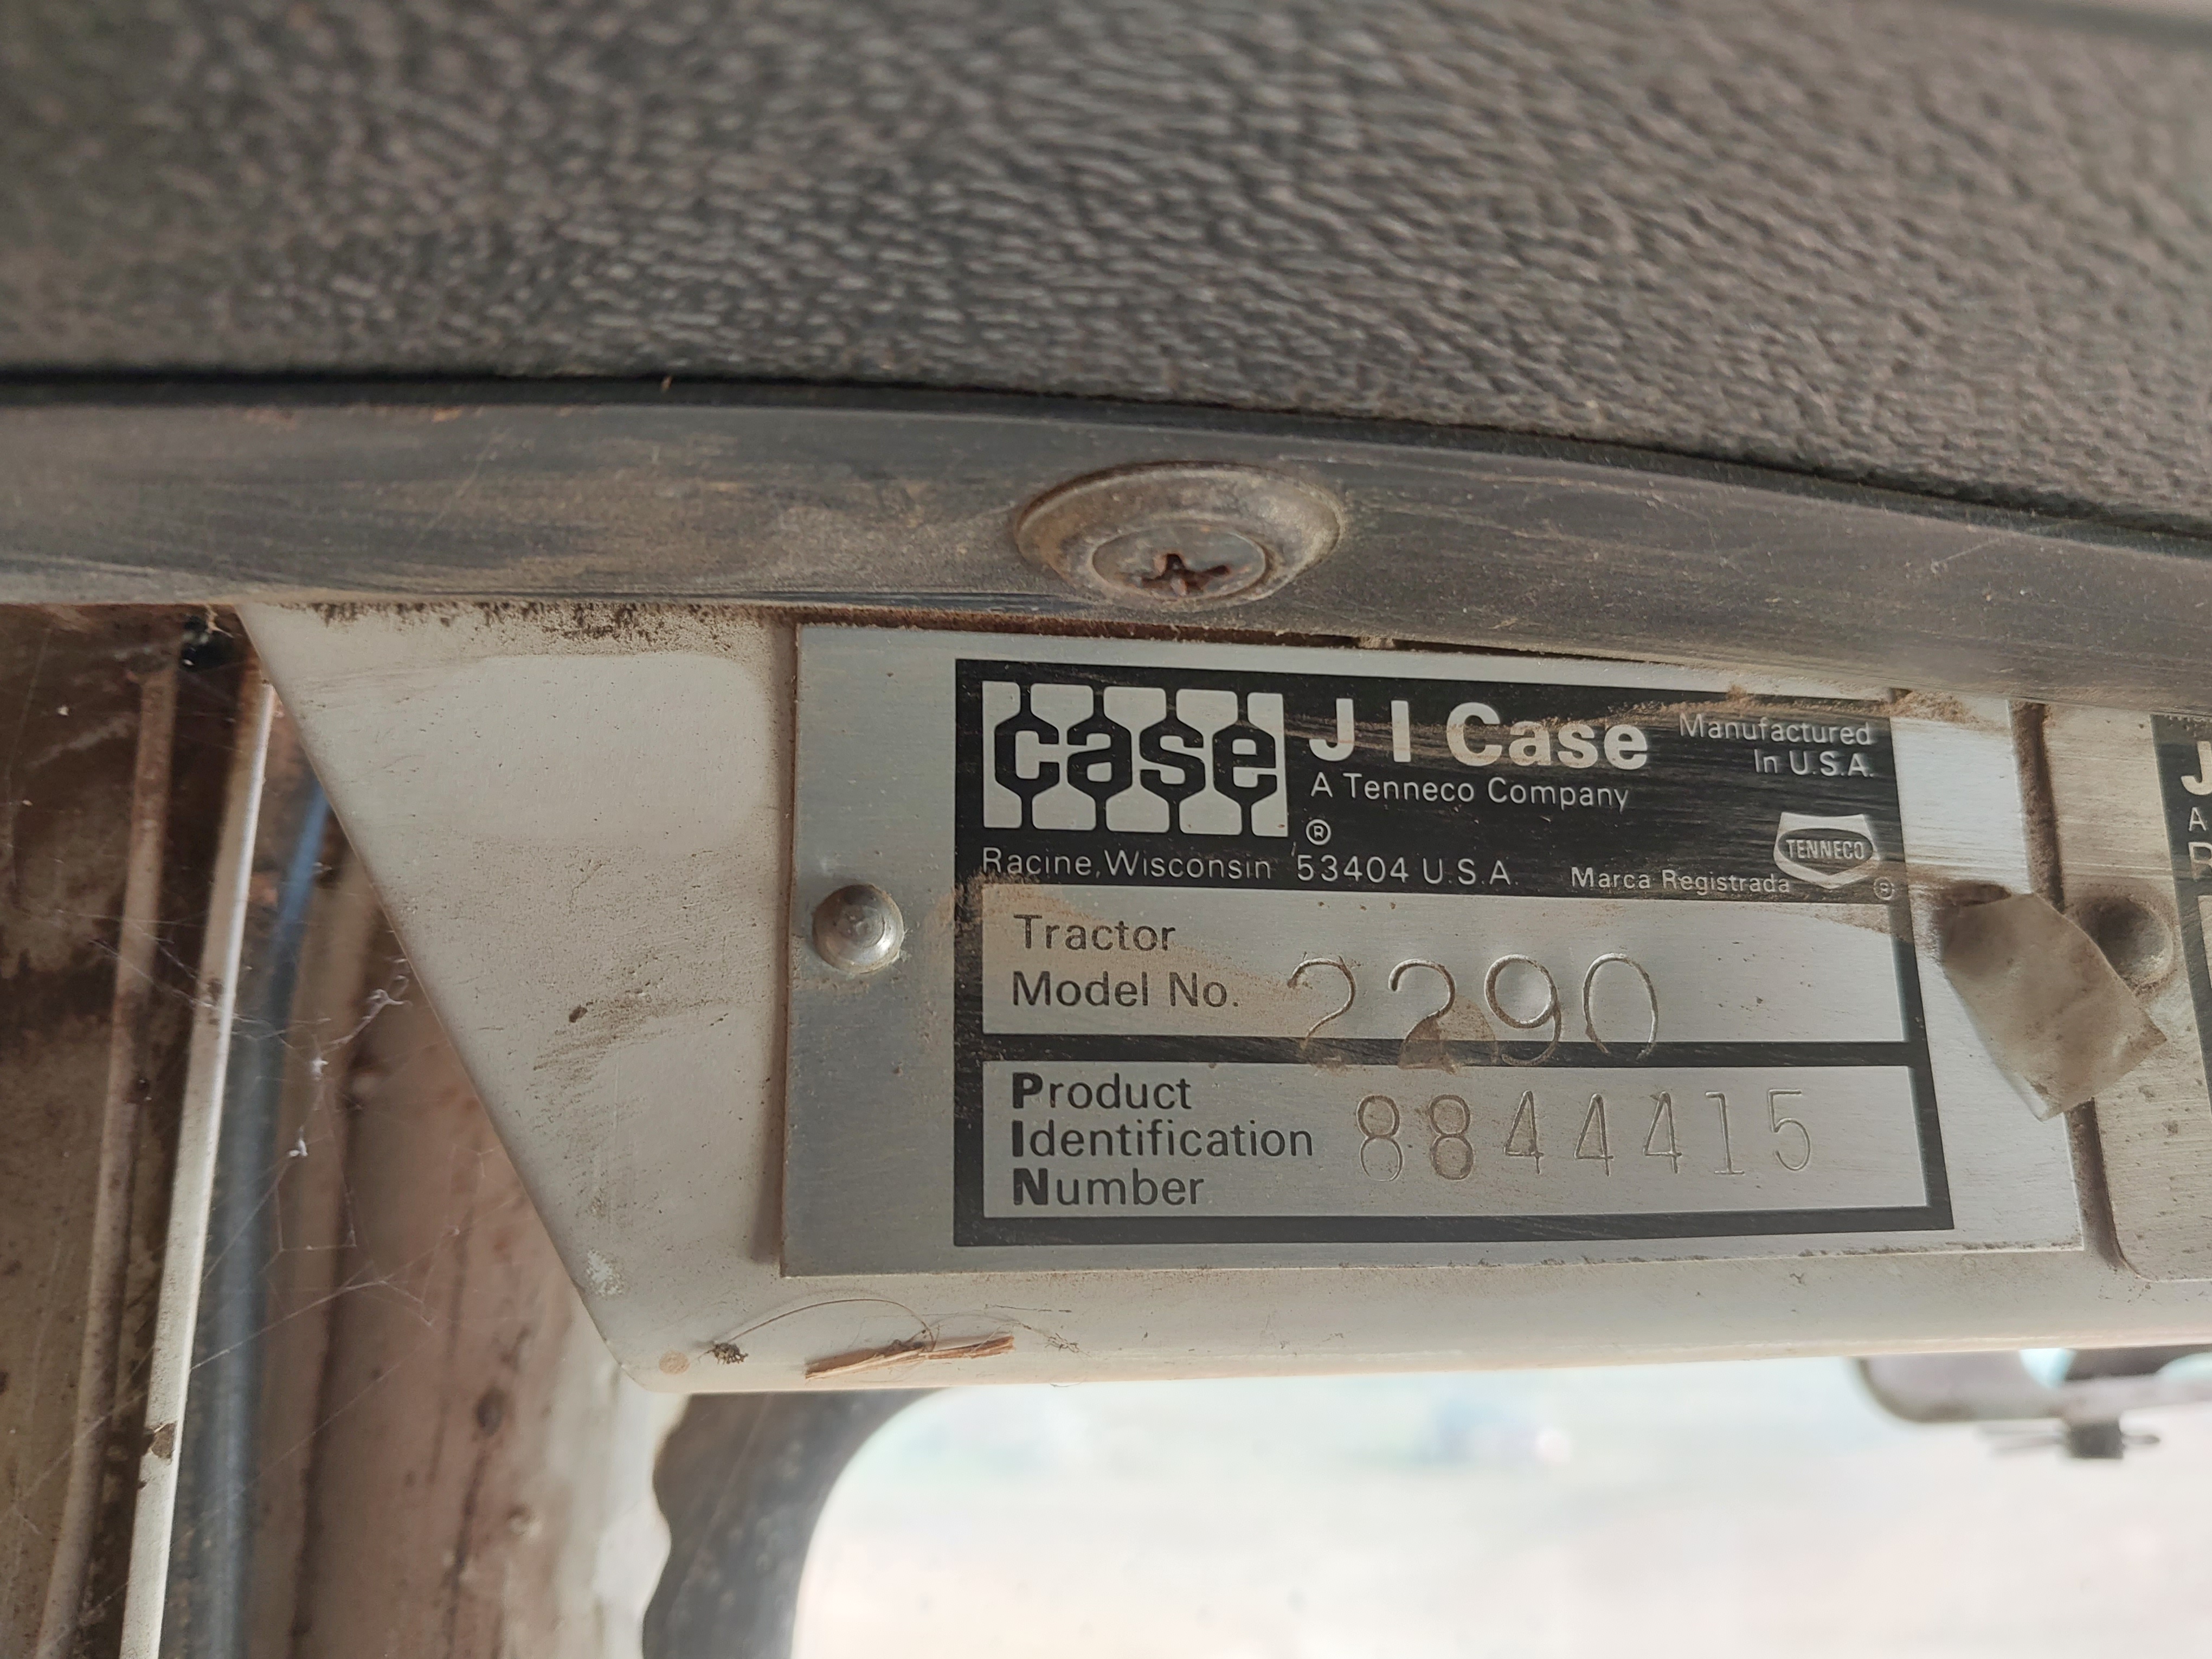 case J I Case Manufactured
In U.S.A.
A Tenneco Company
®
TENNECO
Racine, Wisconsin 53404 U.S.A. Marca Registrada ®
Tractor
Model No. 2290
Product
Identification 8844415
Number
J
A